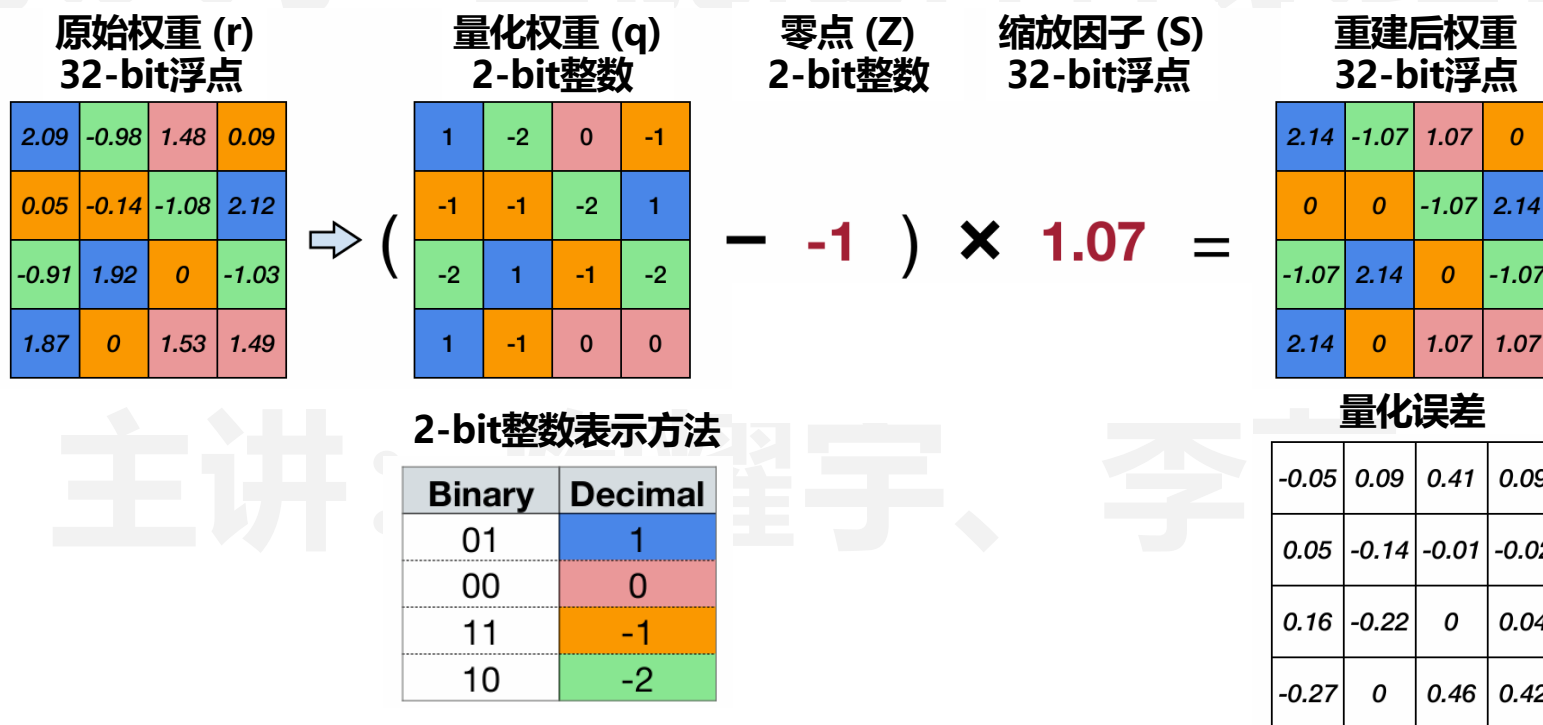 原始权重 (r)
32-bit浮点
量化权重 (q)
2-bit整数
零点 (Z)
2-bit整数
缩放因子 (S)
32-bit浮点
重建后权重
32-bit浮点
2.09 -0.98 1.48 0.09
0.05 -0.14 -1.08 2.12
-0.91 1.92 0 -1.03
1.87 0 1.53 1.49
(
1 -2 0 -1
-1 -1 -2 1
-2 1 -1 -2
1 -1 0 0
− -1 ) × 1.07 =
2.14 -1.07 1.07 0
0 0 -1.07 2.14
-1.07 2.14 0 -1.07
2.14 0 1.07 1.07
2-bit整数表示方法
Binary Decimal
01 1
00 0
11 -1
10 -2
量化误差
-0.05 0.09 0.41 0.09
0.05 -0.14 -0.01 -0.02
0.16 -0.22 0 0.04
-0.27 0 0.46 0.42
主讲: 耀宇、李